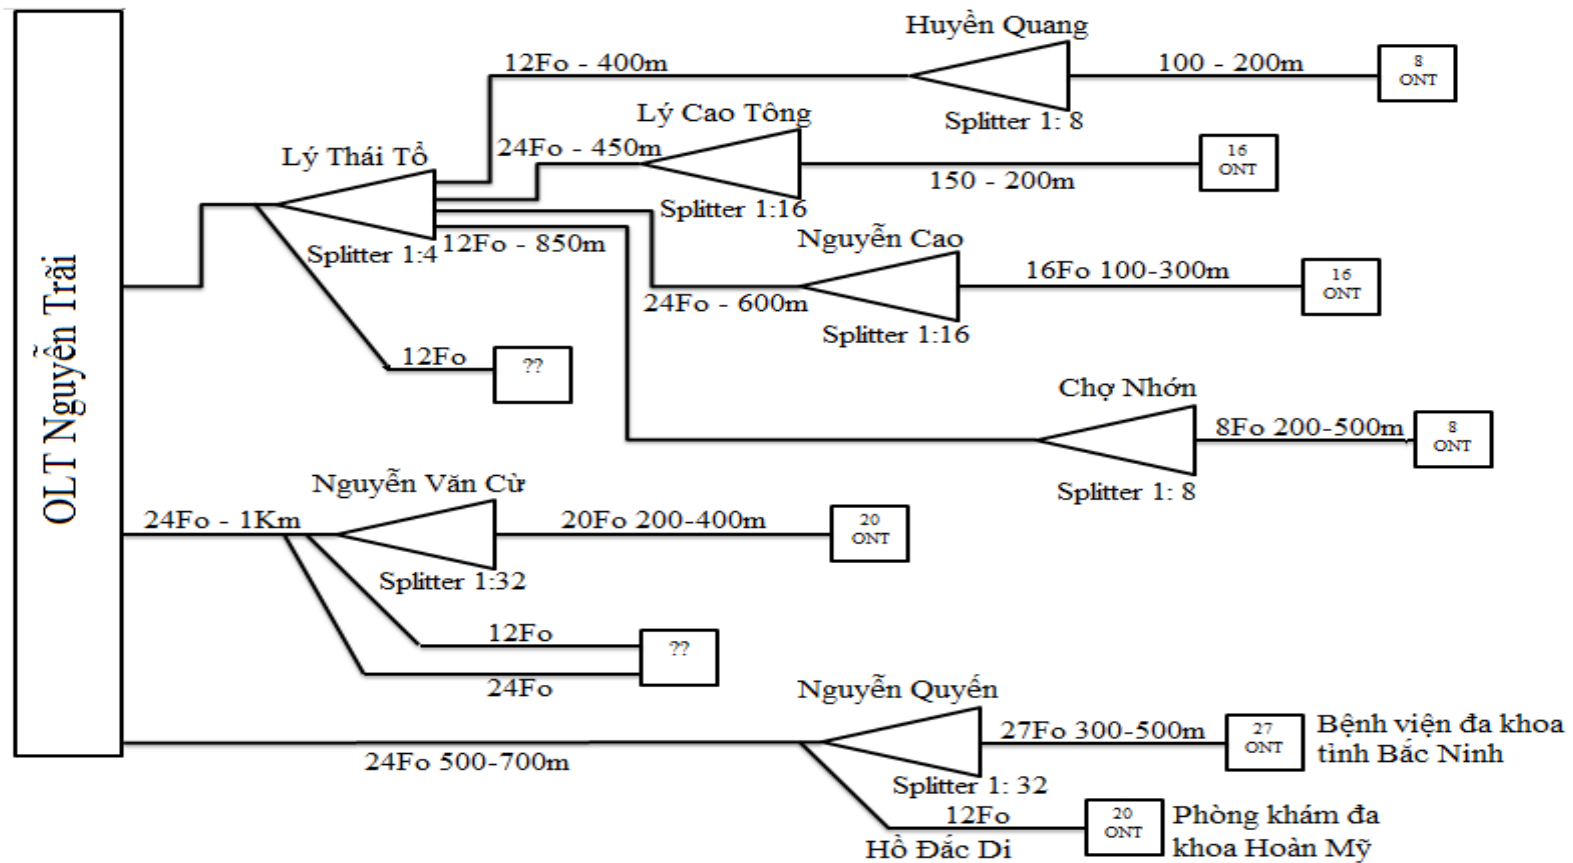 OLT Nguyễn Trãi
Huyền Quang
12Fo - 400m
100 - 200m
8
ONT
Splitter 1: 8
Lý Cao Tông
24Fo - 450m
150 - 200m
16
ONT
Splitter 1:16
Lý Thái Tổ
Splitter 1:4
12Fo - 850m
Nguyễn Cao
24Fo - 600m
16Fo 100-300m
16
ONT
Splitter 1:16
12Fo
??
Chợ Nhớn
8Fo 200-500m
8
ONT
Splitter 1: 8
Nguyễn Văn Cừ
24Fo - 1Km
20Fo 200-400m
20
ONT
Splitter 1:32
12Fo
??
24Fo
Nguyễn Quyến
24Fo 500-700m
27Fo 300-500m
27
ONT
Bệnh viện đa khoa
tỉnh Bắc Ninh
Splitter 1: 32
12Fo
20
ONT
Phòng khám đa
khoa Hoàn Mỹ
Hồ Đắc Di